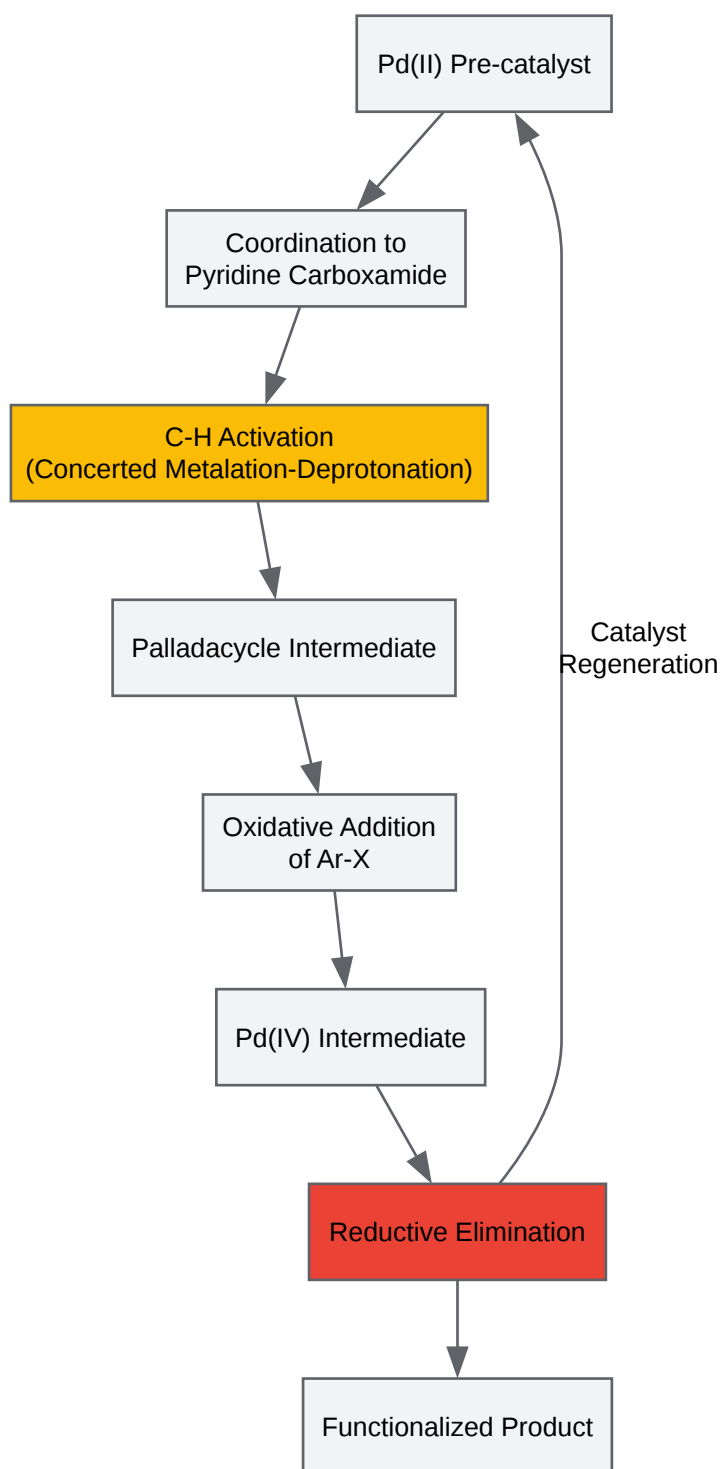 Pd(II) Pre-catalyst
Coordination to
Pyridine Carboxamide
C-H Activation
(Concerted Metalation-Deprotonation)
Palladacycle Intermediate
Catalyst
Regeneration
Oxidative Addition
of Ar-X
Pd(IV) Intermediate
Reductive Elimination
Functionalized Product